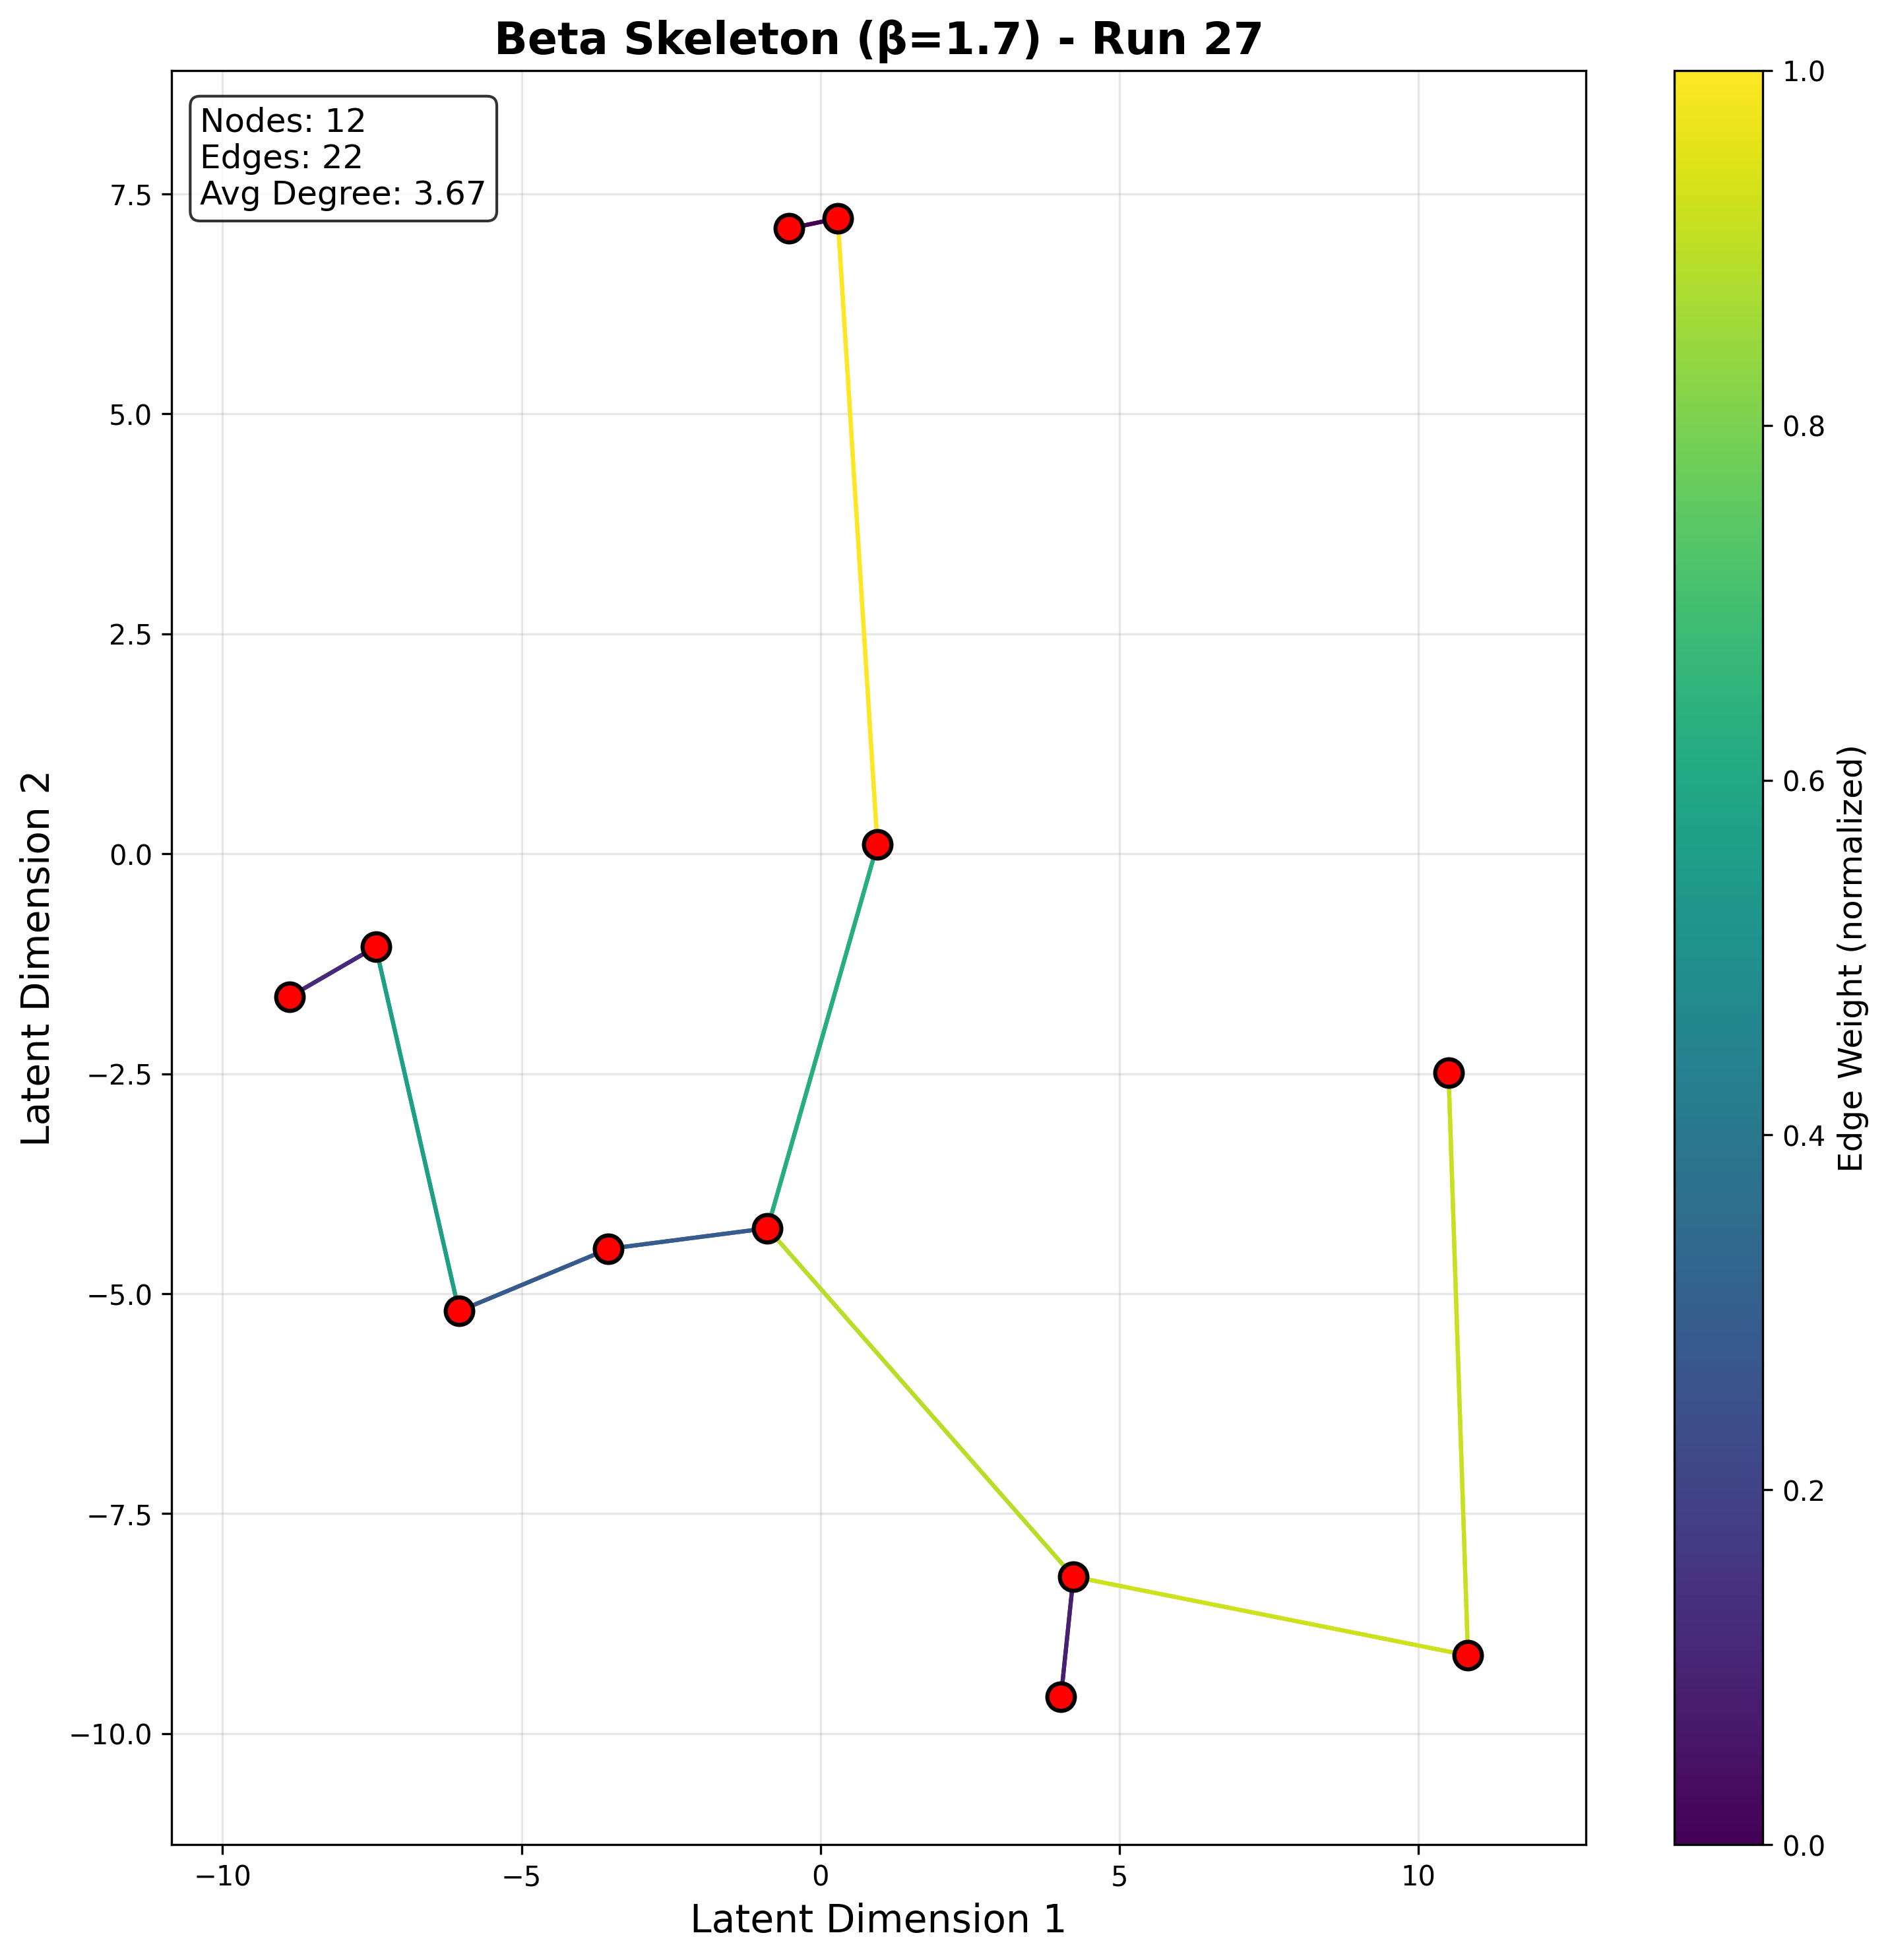 Beta Skeleton (β=1.7) - Run 27
Nodes: 12
Edges: 22
Avg Degree: 3.67
7.5
5.0
2.5
0.0
−2.5
−5.0
−7.5
−10.0
Latent Dimension 2
−10
−5
0
5
10
Latent Dimension 1
1.0
0.8
0.6
0.4
0.2
0.0
Edge Weight (normalized)